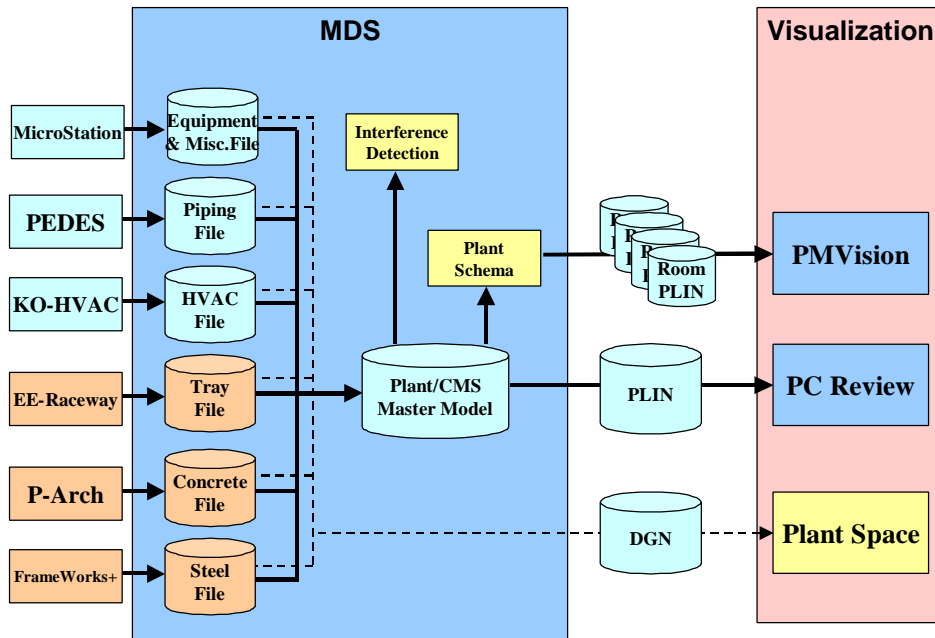 MDS
Visualization
MicroStation
Equipment
& Misc.File
Interference
Detection
PEDES
Piping
File
Plant
Schema
Room
PLIN
PMVision
KO-HVAC
HVAC
File
EE-Raceway
Tray
File
Plant/CMS
Master Model
PLIN
PC Review
P-Arch
Concrete
File
DGN
Plant Space
FrameWorks+
Steel
File